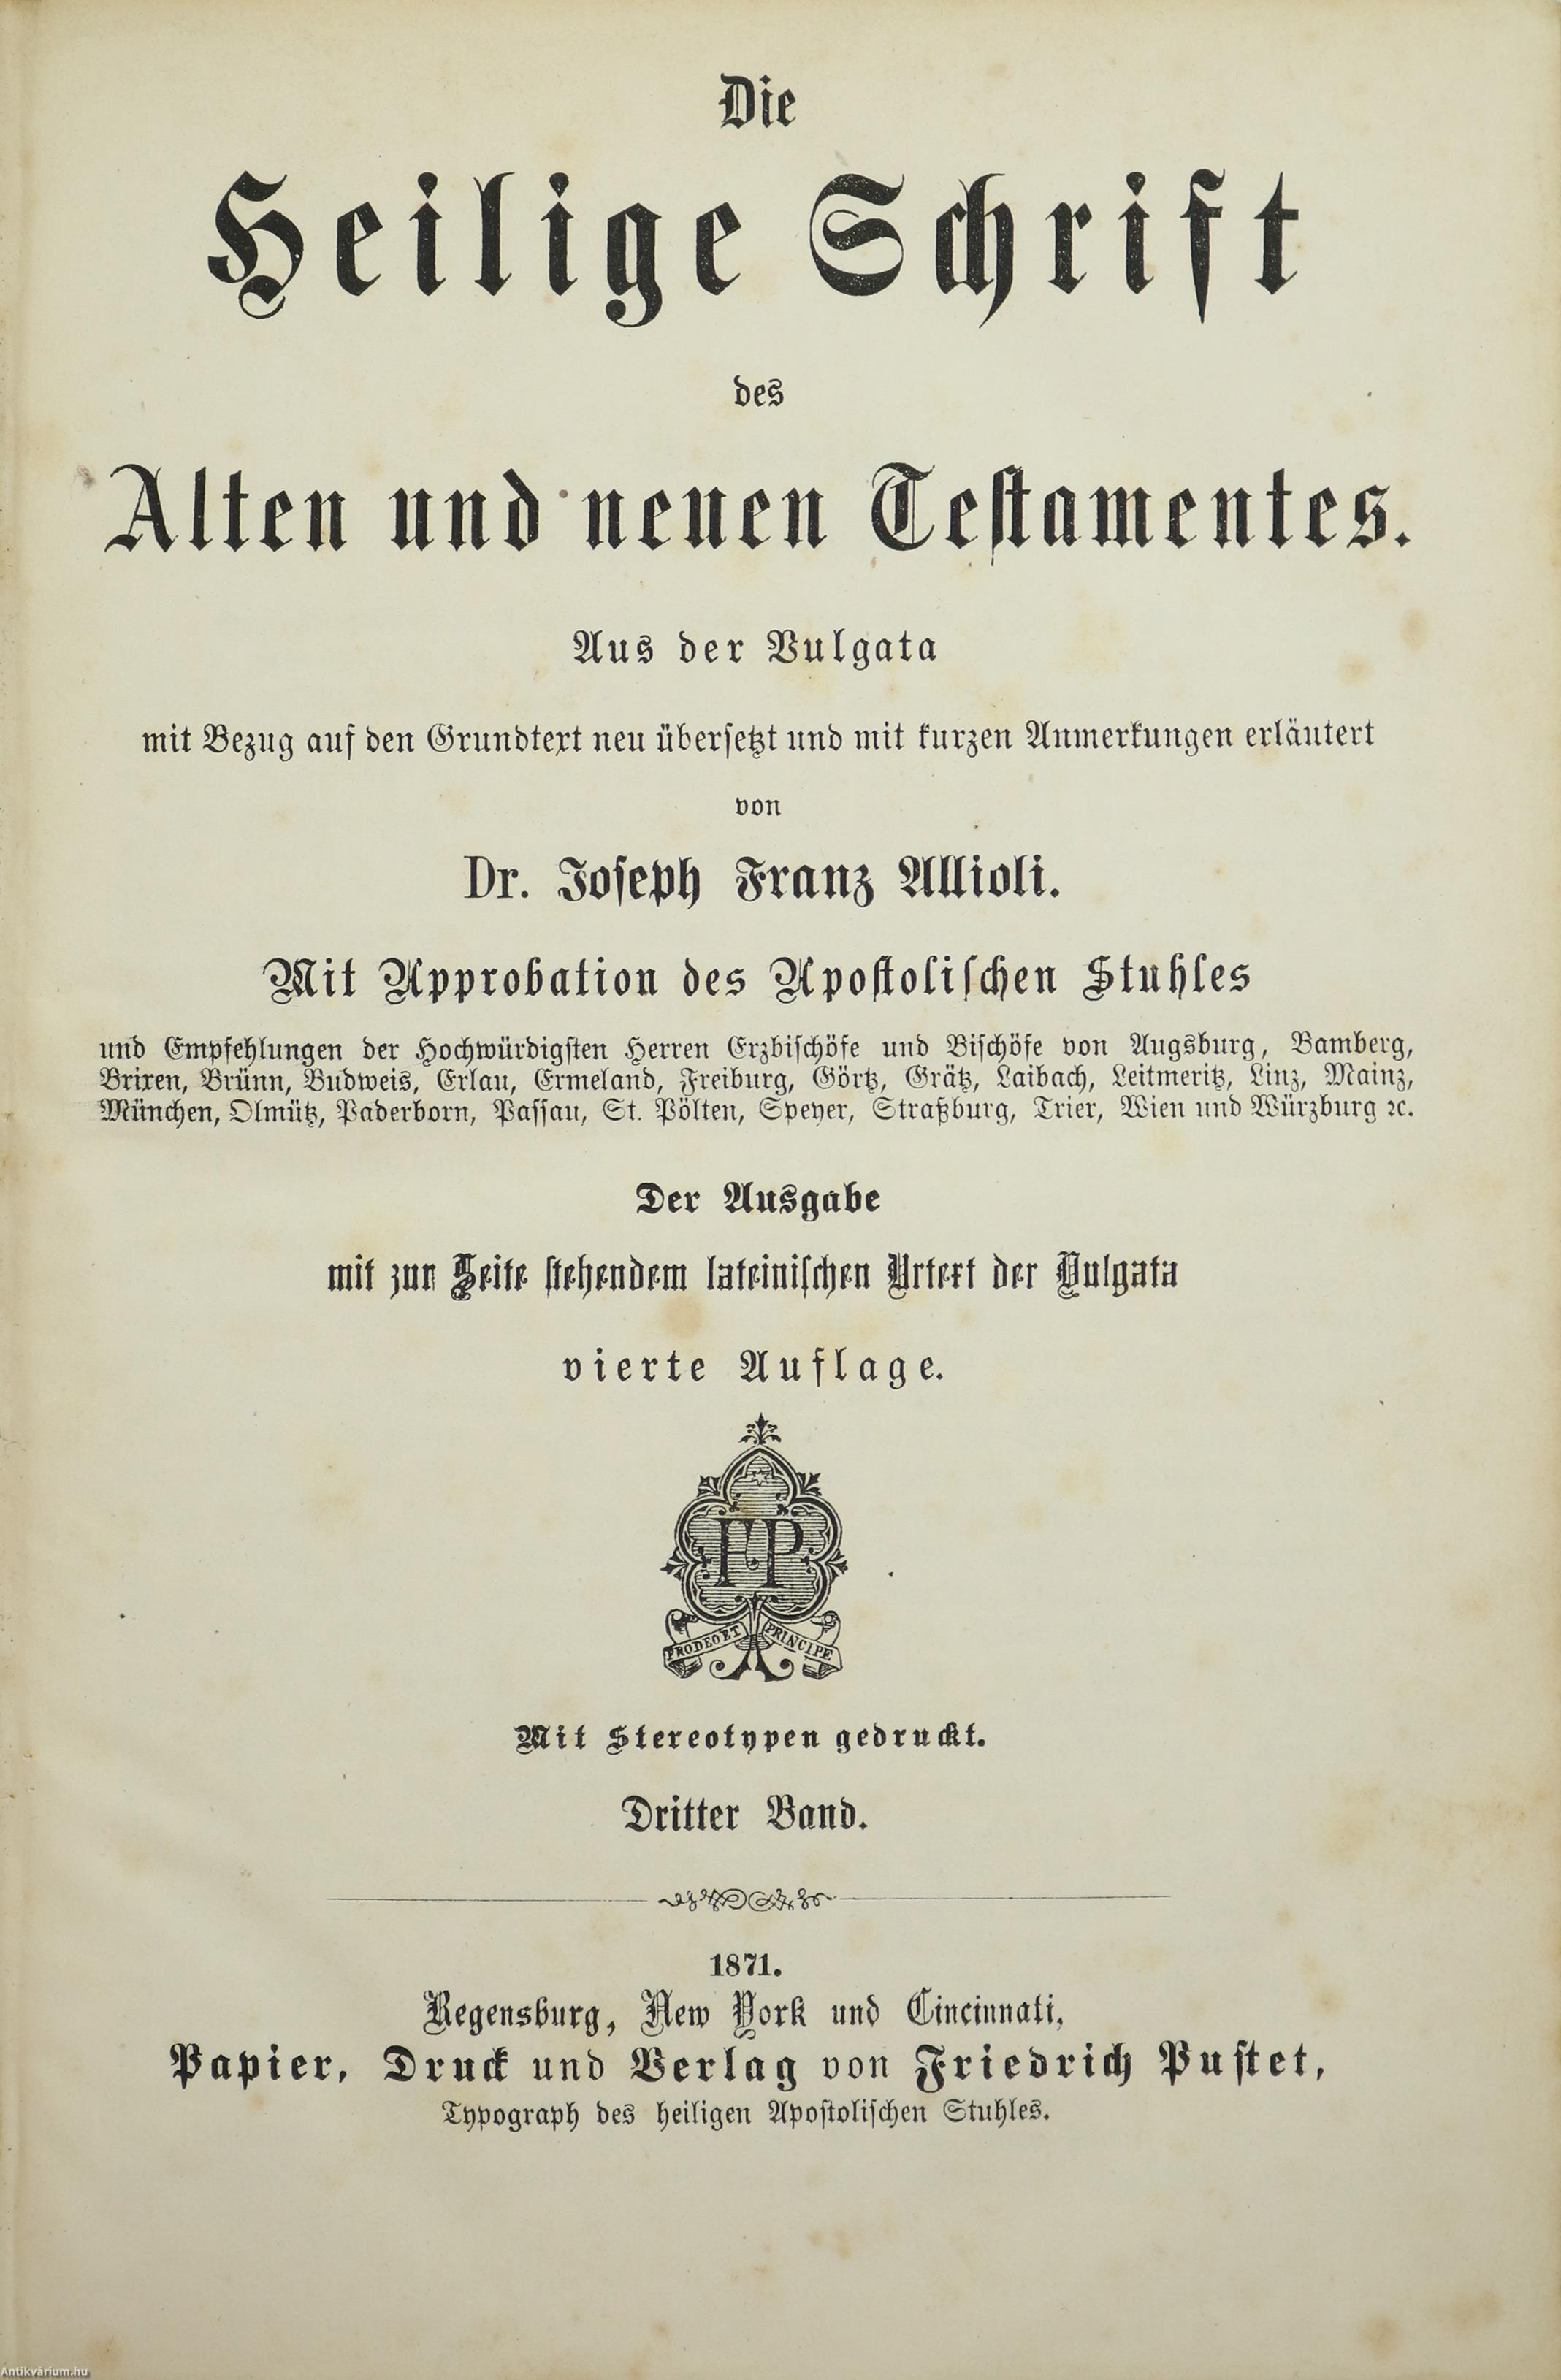 Die
Heilige Schrift
des
Alten und neuen Testamentes.
Aus der Vulgata
mit Bezug auf den Grundtext neu übersetzt und mit kurzen Anmerkungen erläutert
von
Dr. Joseph Franz Allioli.
Mit Approbation des Apostolischen Stuhles
und Empfehlungen der Hochwürdigsten Herren Erzbischöfe und Bischöfe von Augsburg, Bamberg,
Brixen, Brünn, Budweis, Erlau, Ermeland, Freiburg, Görtz, Grätz, Laibach, Leitmeritz, Linz, Mainz,
München, Olmütz, Paderborn, Passau, St. Pölten, Speyer, Straßburg, Trier, Wien und Würzburg ꝛc.
Der Ausgabe
mit zur Seite stehendem lateinischen Urtext der Vulgata
vierte Auflage.
FP
PRO DEO ET PRINCIPE
Mit Stereotypen gedruckt.
Dritter Band.
1871.
Regensburg, New York und Cincinnati,
Papier, Druck und Verlag von Friedrich Pustet,
Typograph des heiligen Apostolischen Stuhles.
Antikvárium.hu